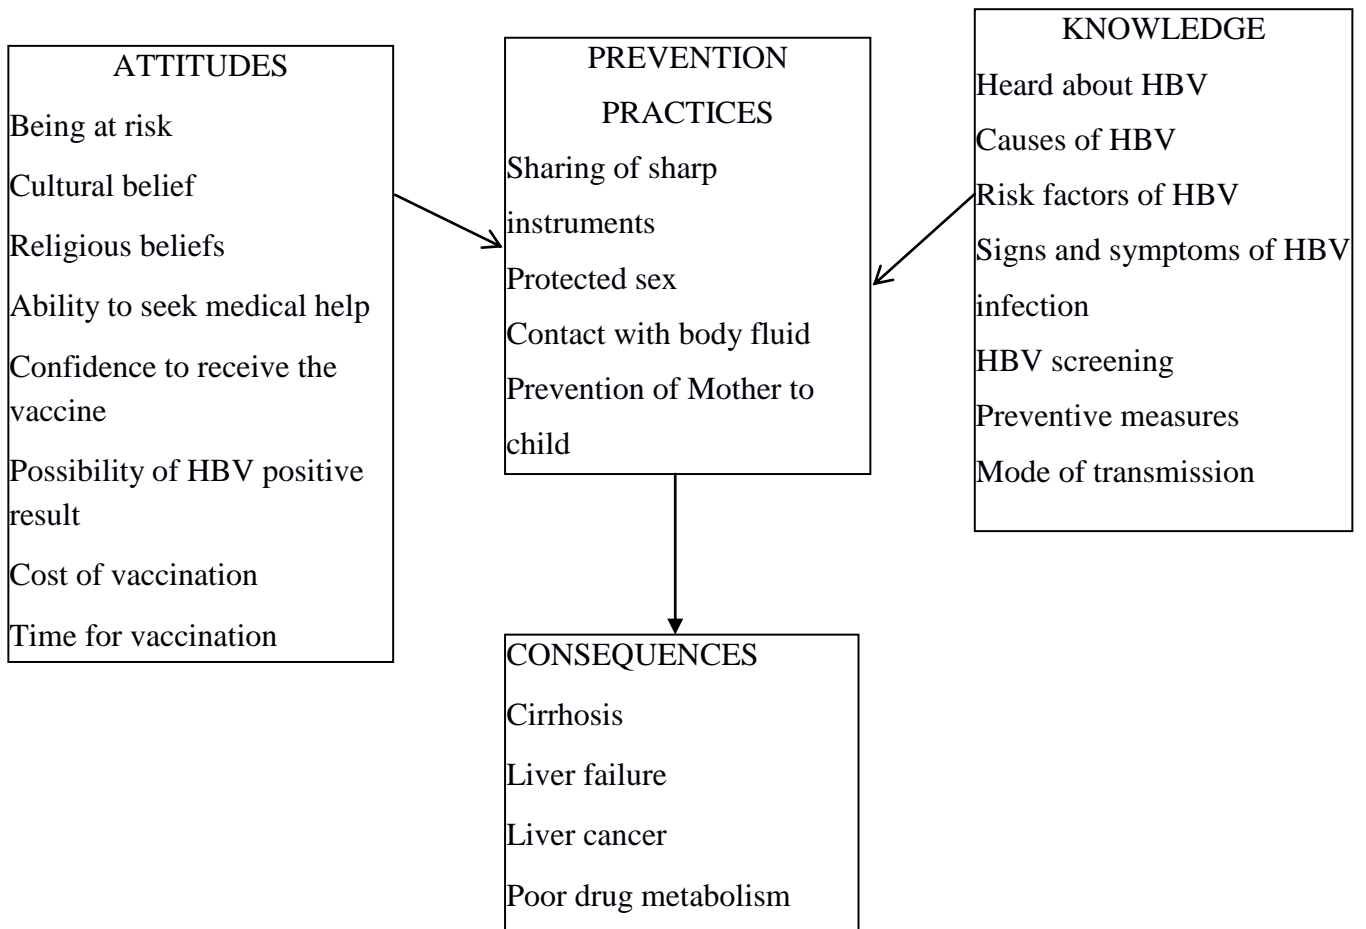 ATTITUDES
Being at risk
Cultural belief
Religious beliefs
Ability to seek medical help
Confidence to receive the
vaccine
Possibility of HBV positive
result
Cost of vaccination
Time for vaccination
PREVENTION
PRACTICES
Sharing of sharp
instruments
Protected sex
Contact with body fluid
Prevention of Mother to
child
KNOWLEDGE
Heard about HBV
Causes of HBV
Risk factors of HBV
Signs and symptoms of HBV
infection
HBV screening
Preventive measures
Mode of transmission
CONSEQUENCES
Cirrhosis
Liver failure
Liver cancer
Poor drug metabolism